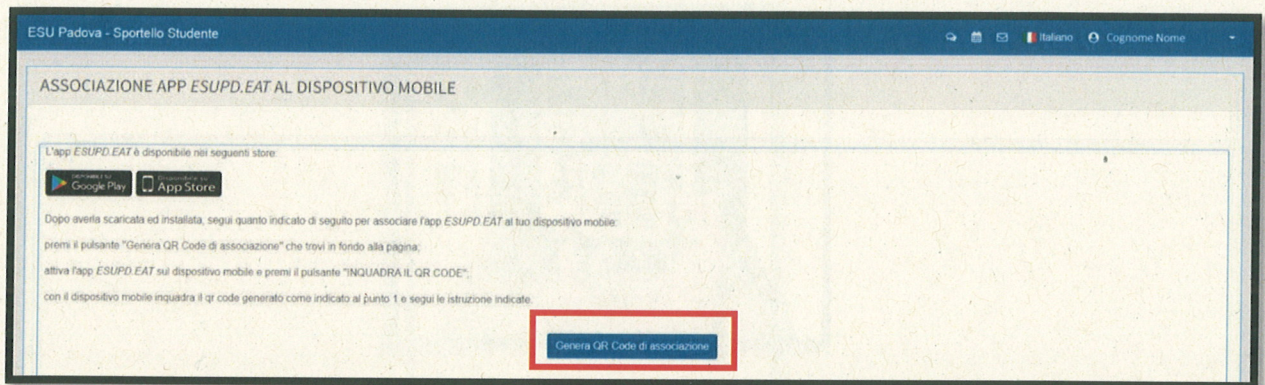 ESU Padova - Sportello Studente
Italiano Cognome Nome
ASSOCIAZIONE APP ESUPD.EAT AL DISPOSITIVO MOBILE
L'app ESUPD.EAT è disponibile nei seguenti store:
DISPONIBILE SU
Google Play
Disponibile su
App Store
Dopo averla scaricata ed installata, segui quanto indicato di seguito per associare l'app ESUPD.EAT al tuo dispositivo mobile:
premi il pulsante "Genera QR Code di associazione" che trovi in fondo alla pagina;
attiva l'app ESUPD.EAT sul dispositivo mobile e premi il pulsante "INQUADRA IL QR CODE";
con il dispositivo mobile inquadra il qr code generato come indicato al punto 1 e segui le istruzione indicate.
Genera QR Code di associazione